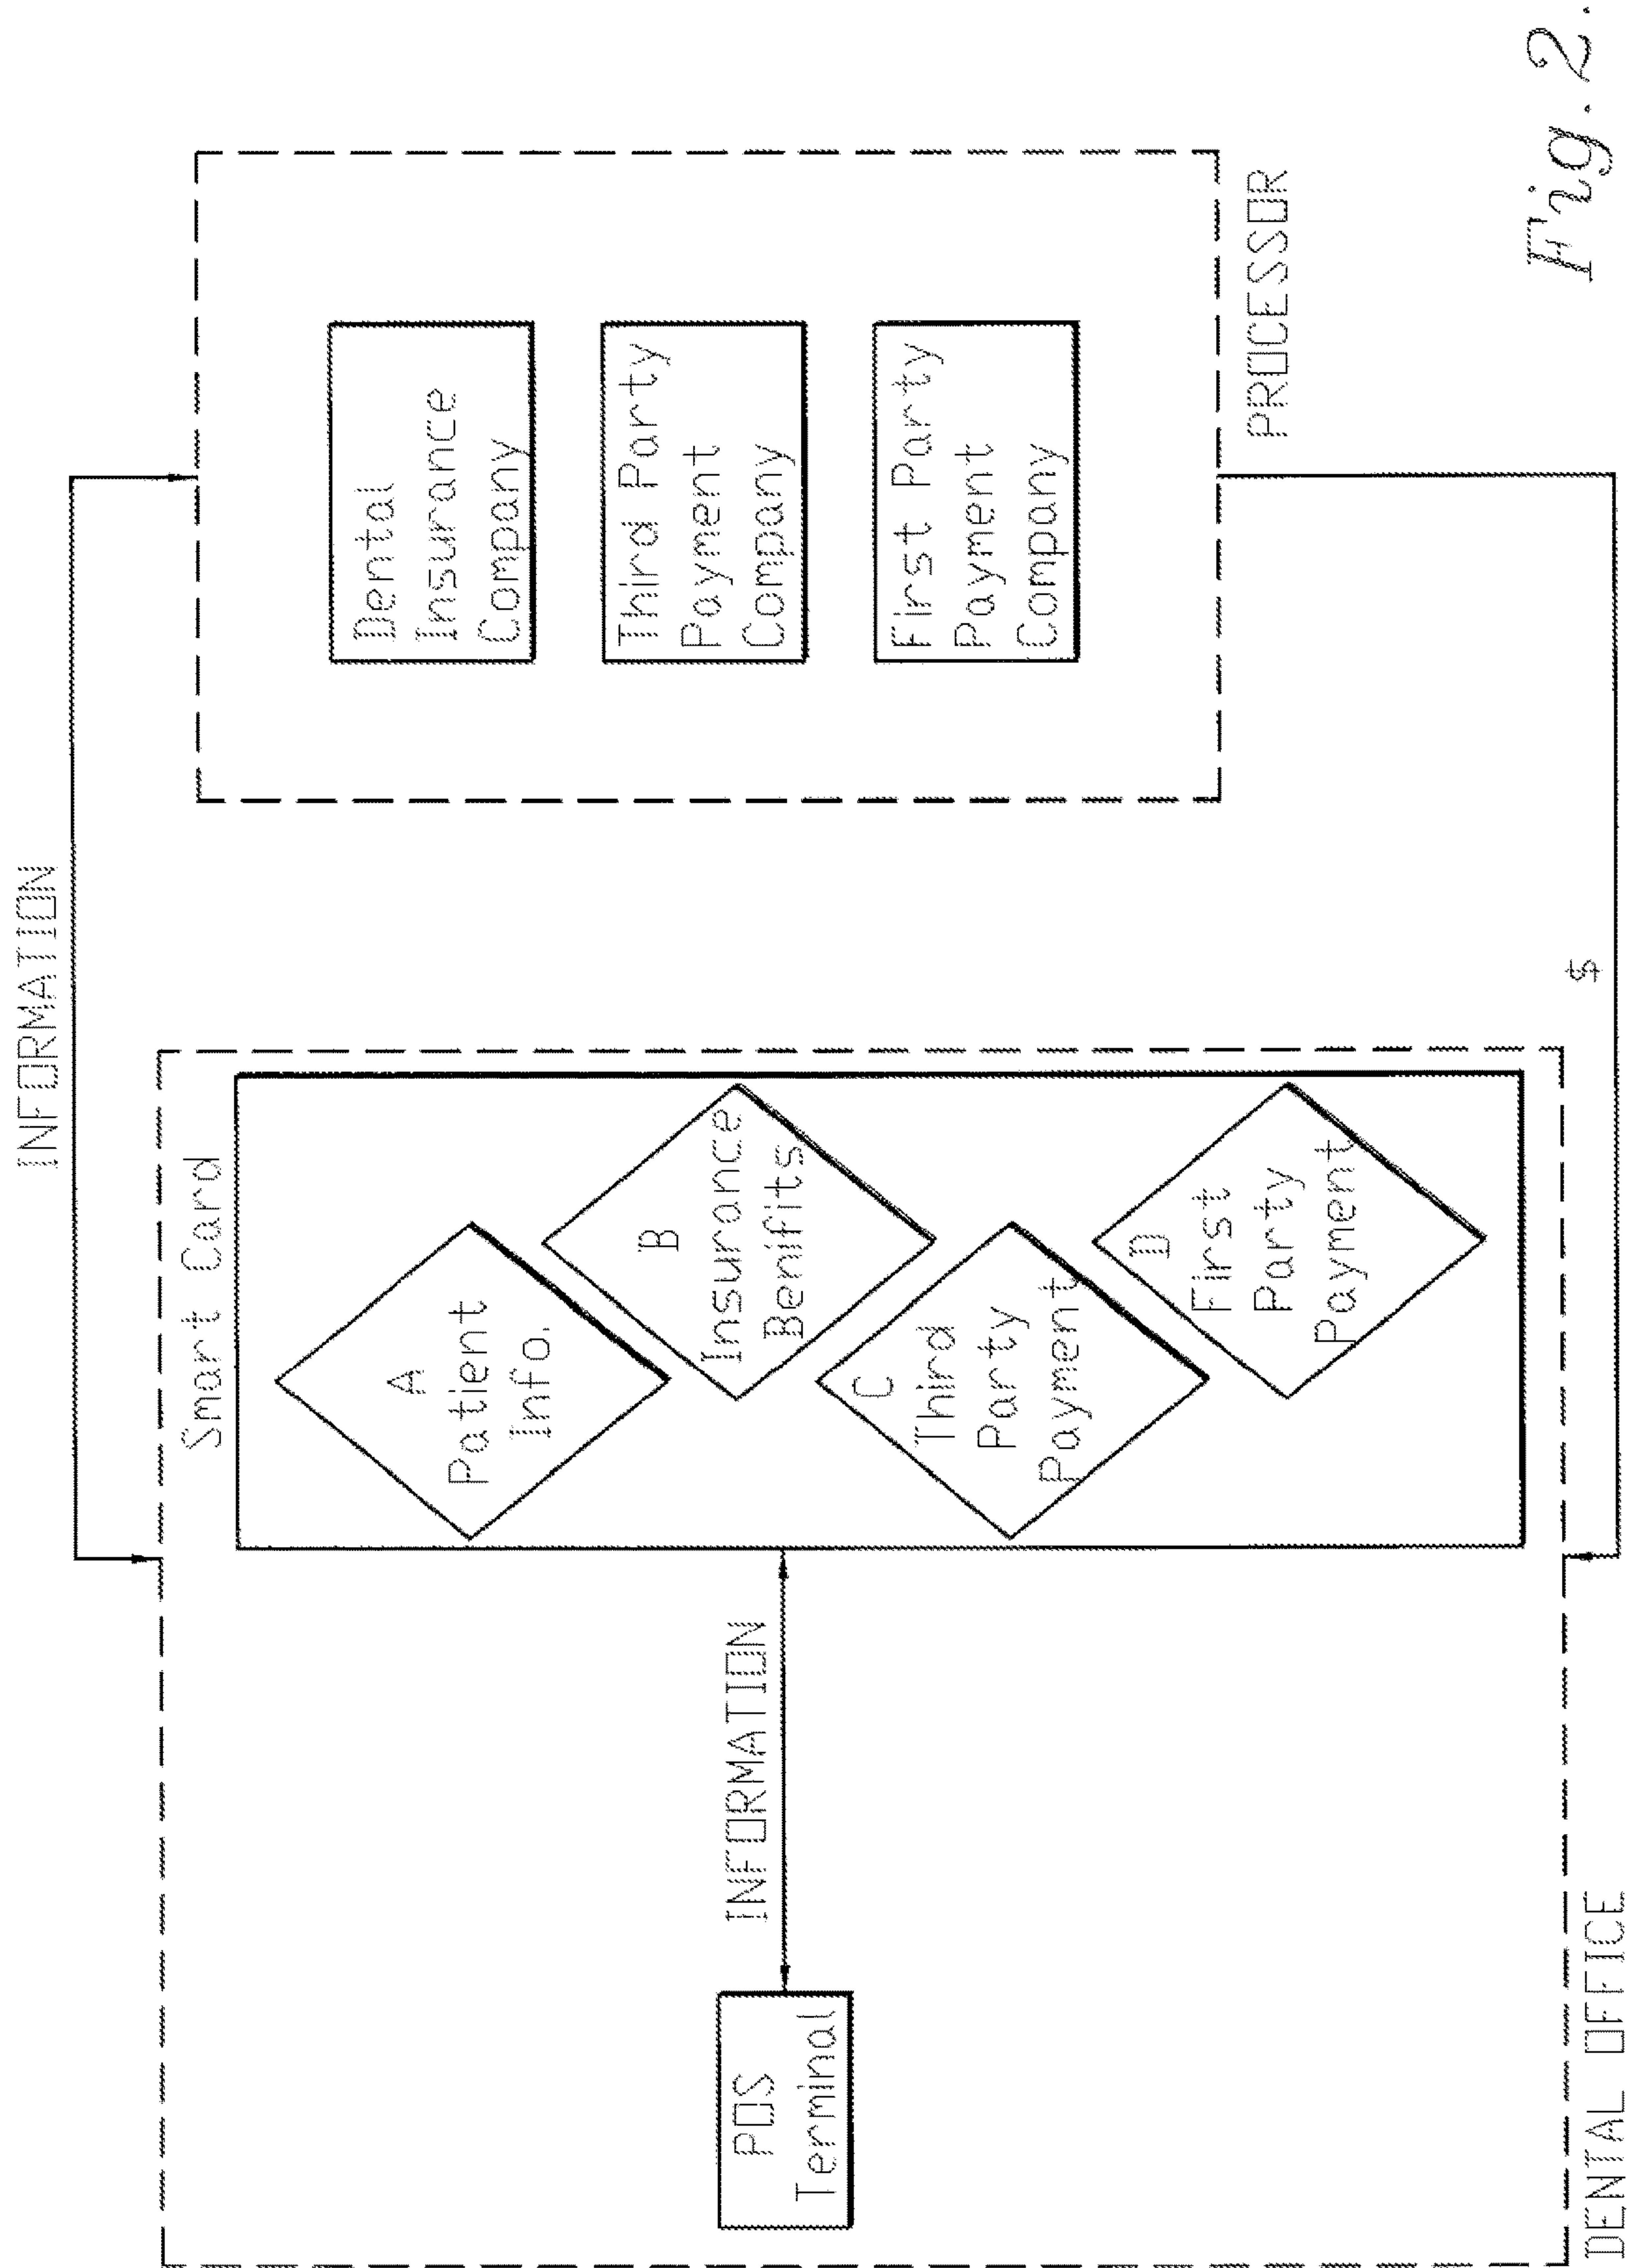 INFORMATION
Smart Card
A
Patient
Info.
B
Insurance
Benifits
C
Third
Party
Payment
D
First
Party
Payment
POS
Terminal
INFORMATION
DENTAL OFFICE
Dental
Insurance
Company
Third Party
Payment
Company
First Party
Payment
Company
PROCESSOR
$
Fig. 2.